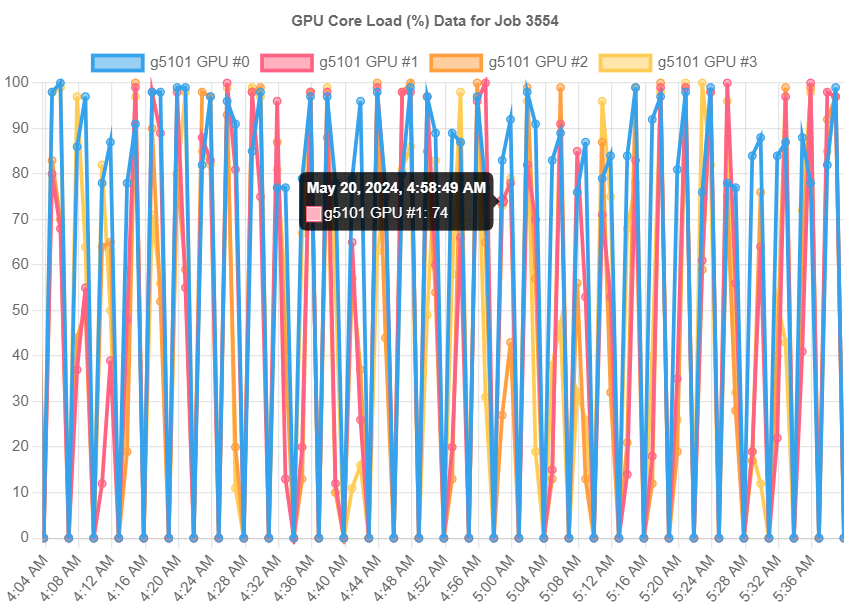 GPU Core Load (%) Data for Job 3554
g5101 GPU #0 g5101 GPU #1 g5101 GPU #2 g5101 GPU #3
100
90
80
May 20, 2024, 4:58:49 AM
70
g5101 GPU #1: 74
60
50
40
30
20
10
0
4:04 AM 4:08 AM 4:12 AM 4:16 AM 4:20 AM 4:24 AM 4:28 AM 4:32 AM 4:36 AM 4:40 AM 4:44 AM 4:48 AM 4:52 AM 4:56 AM 5:00 AM 5:04 AM 5:08 AM 5:12 AM 5:16 AM 5:20 AM 5:24 AM 5:28 AM 5:32 AM 5:36 AM